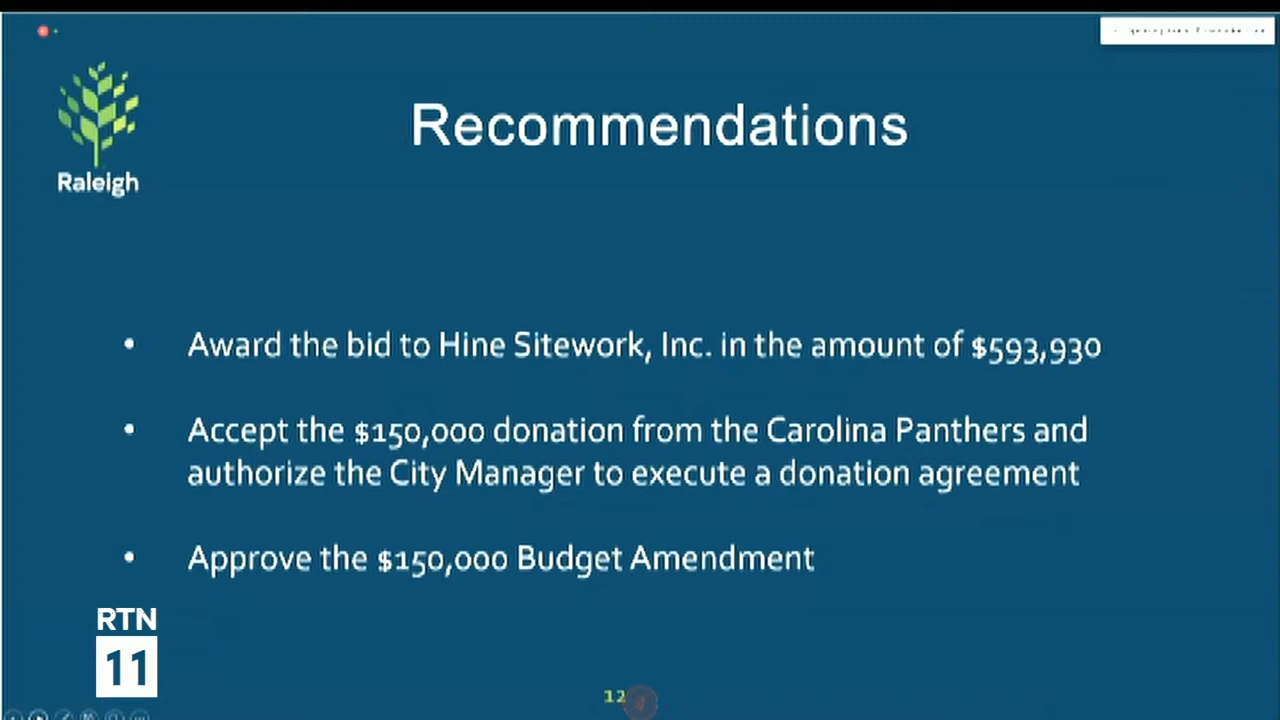 Raleigh
Recommendations
• Award the bid to Hine Sitework, Inc. in the amount of $593,930
• Accept the $150,000 donation from the Carolina Panthers and
authorize the City Manager to execute a donation agreement
• Approve the $150,000 Budget Amendment
RTN
11
12